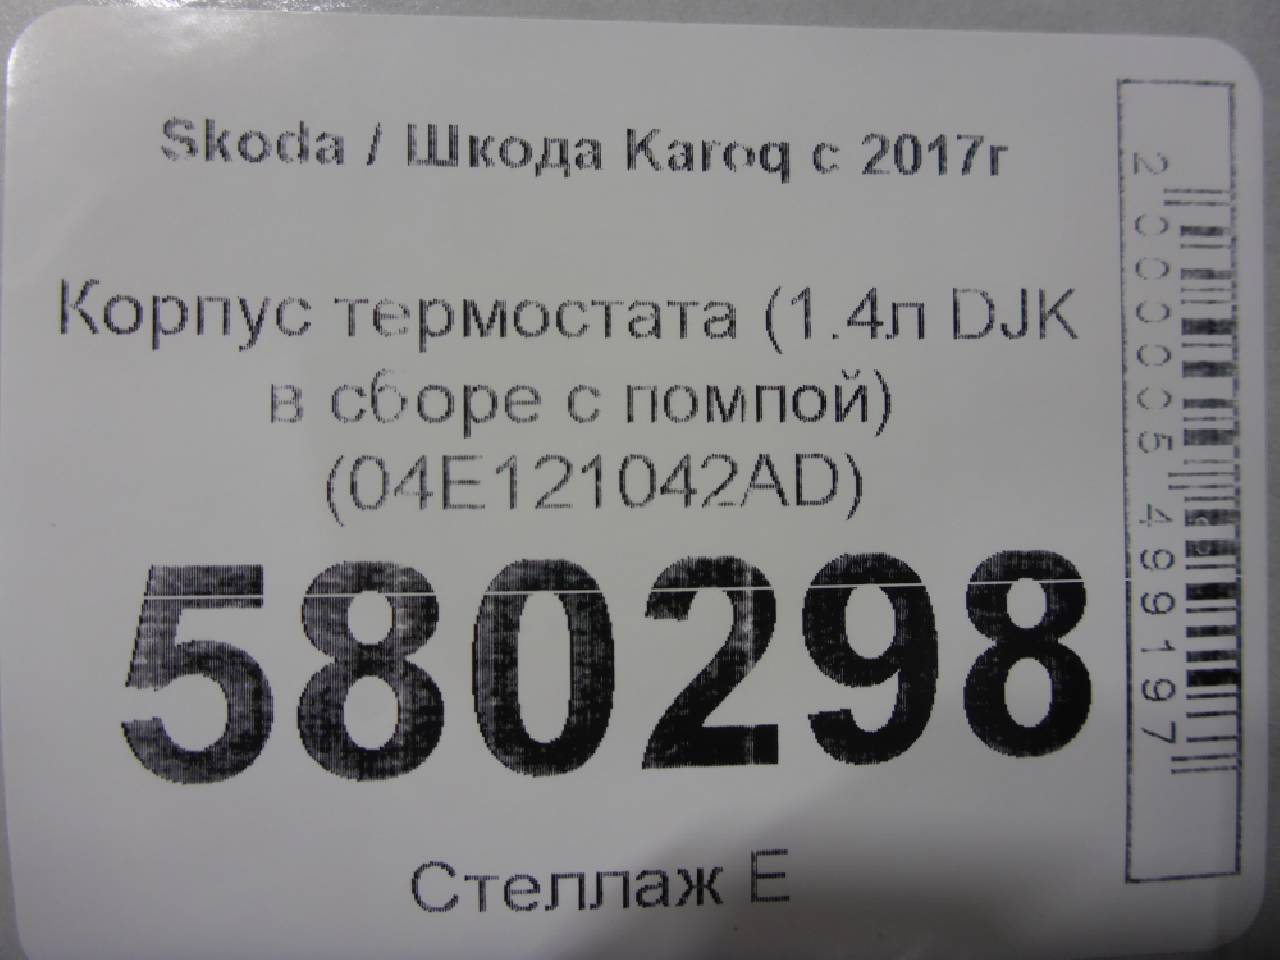 Skoda / Шкода Karoq с 2017г
Корпус термостата (1.4л DJK
в сборе с помпой)
(04E121042AD)
580298
Стеллаж Е
2000005499197